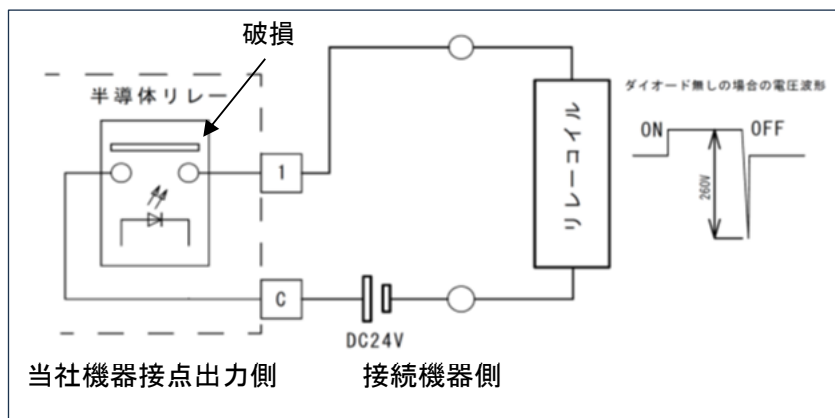 破損
半導体リレー
ダイオード無しの場合の電圧波形
ON
OFF
260V
1
リレーコイル
C
DC24V
当社機器接点出力側
接続機器側